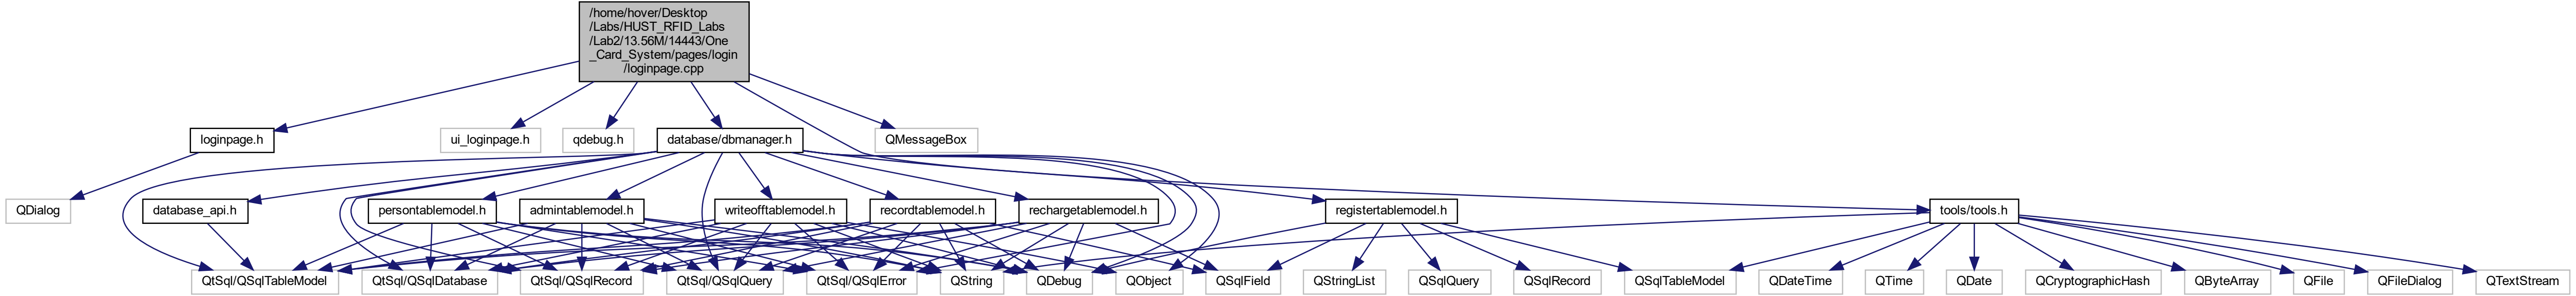 /home/hover/Desktop
/Labs/HUST_RFID_Labs
/Lab2/13.56M/14443/One
_Card_System/pages/login
/loginpage.cpp
loginpage.h
ui_loginpage.h
qdebug.h
database/dbmanager.h
QMessageBox
QDialog
database_api.h
persontablemodel.h
admintablemodel.h
writeofftablemodel.h
recordtablemodel.h
rechargetablemodel.h
registertablemodel.h
tools/tools.h
QtSql/QSqlTableModel
QtSql/QSqlDatabase
QtSql/QSqlRecord
QtSql/QSqlQuery
QtSql/QSqlError
QString
QDebug
QObject
QSqlField
QStringList
QSqlQuery
QSqlRecord
QSqlTableModel
QDateTime
QTime
QDate
QCryptographicHash
QByteArray
QFile
QFileDialog
QTextStream